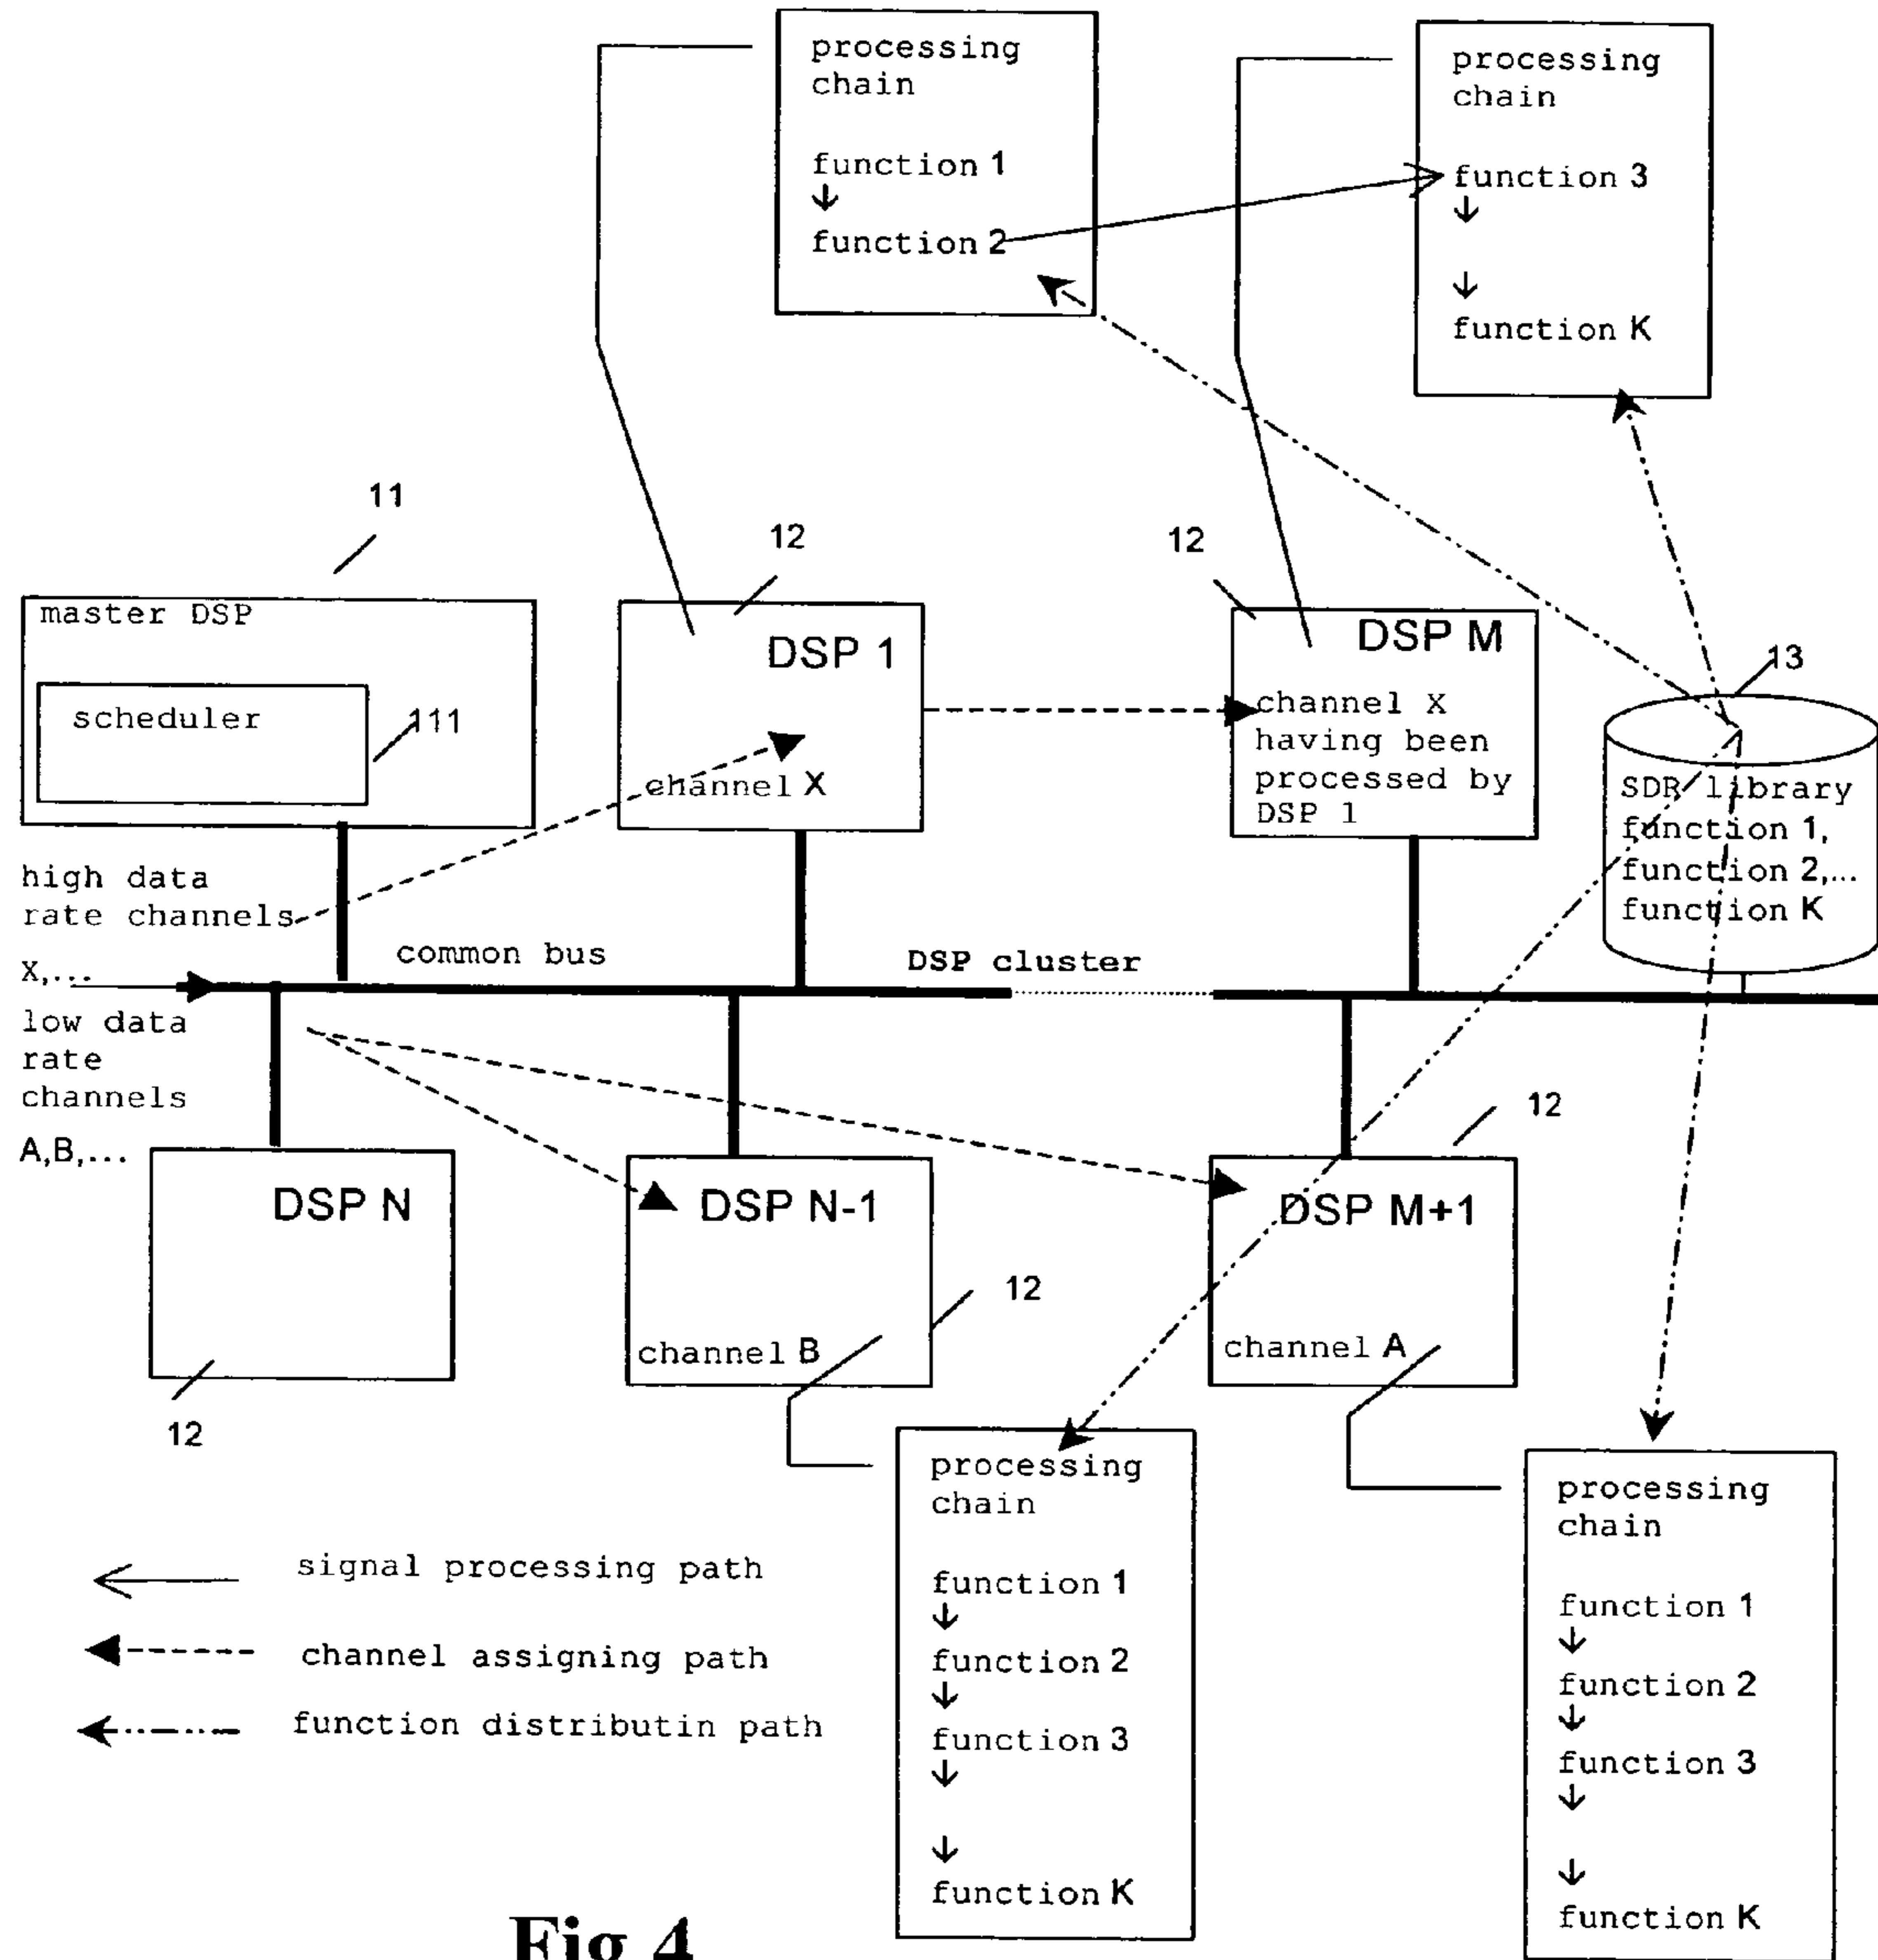 processing
chain
function 1
↓
function 2
processing
chain
function 3
↓
↓
function K
11
12
12
13
master DSP
scheduler
111
DSP 1
channel X
DSP M
channel X
having been
processed by
DSP 1
SDR library
function 1,
function 2,...
function K
high data
rate channels
X,...
common bus
DSP cluster
low data
rate
channels
A,B,...
DSP N
12
DSP N-1
channel B
12
DSP M+1
channel A
12
processing
chain
function 1
↓
function 2
↓
function 3
↓
↓
function K
processing
chain
function 1
↓
function 2
↓
function 3
↓
↓
function K
signal processing path
channel assigning path
function distributin path
Fig 4